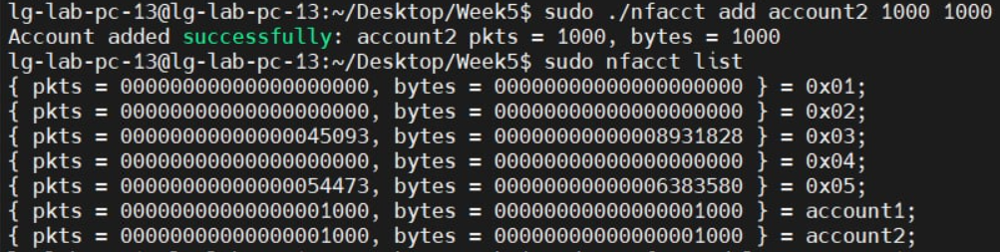 lg-lab-pc-13@lg-lab-pc-13:~/Desktop/Week5$ sudo ./nfacct add account2 1000 1000
Account added successfully: account2 pkts = 1000, bytes = 1000
lg-lab-pc-13@lg-lab-pc-13:~/Desktop/Week5$ sudo nfacct list
{ pkts = 00000000000000000000, bytes = 00000000000000000000 } = 0x01;
{ pkts = 00000000000000000000, bytes = 00000000000000000000 } = 0x02;
{ pkts = 00000000000000045093, bytes = 00000000000008931828 } = 0x03;
{ pkts = 00000000000000000000, bytes = 00000000000000000000 } = 0x04;
{ pkts = 00000000000000054473, bytes = 00000000000006383580 } = 0x05;
{ pkts = 00000000000000001000, bytes = 00000000000000001000 } = account1;
{ pkts = 00000000000000001000, bytes = 00000000000000001000 } = account2;